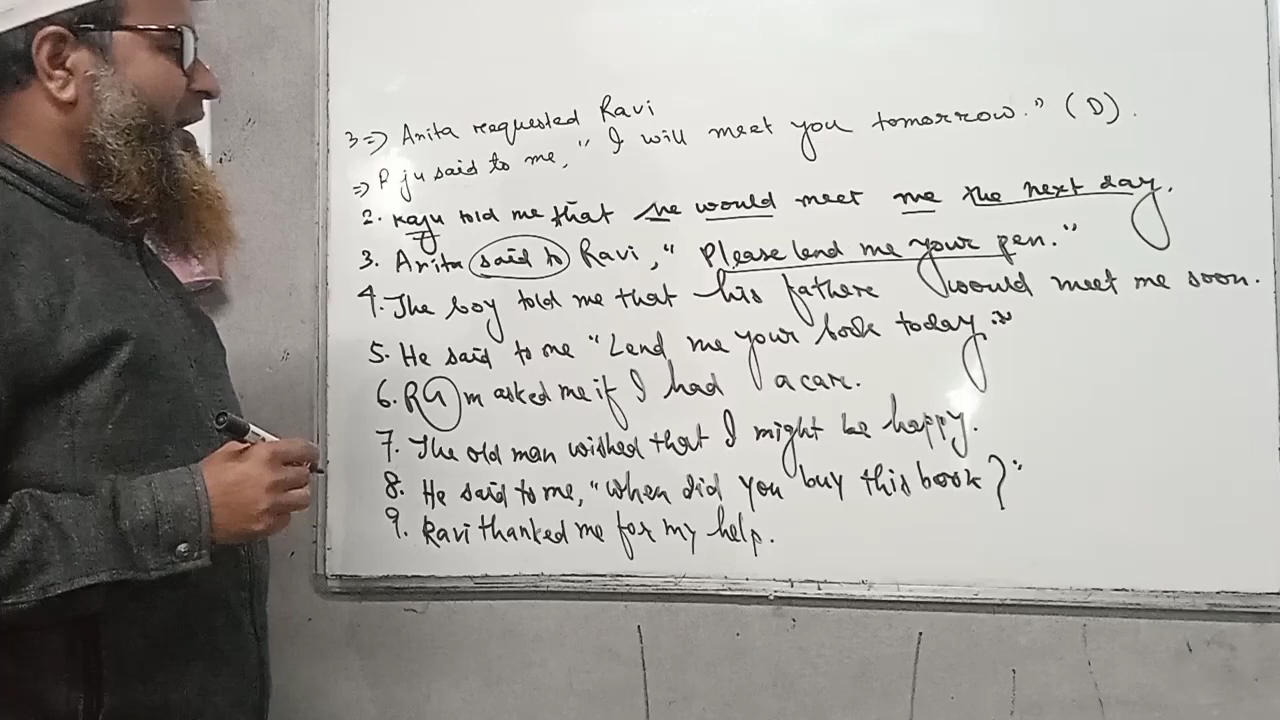 3 ⇒ Anita requested Ravi
⇒ R ju said to me, " I will meet you tomorrow." (D).
2. Raju told me that he would meet me the next day.
3. Anita said to Ravi, " Please lend me your pen."
4. The boy told me that his father would meet me soon.
5. He said to me "Lend me your book today."
6. Ram asked me if I had a car.
7. The old man wished that I might be happy.
8. He said to me, "When did you buy this book?"
9. Ravi thanked me for my help.